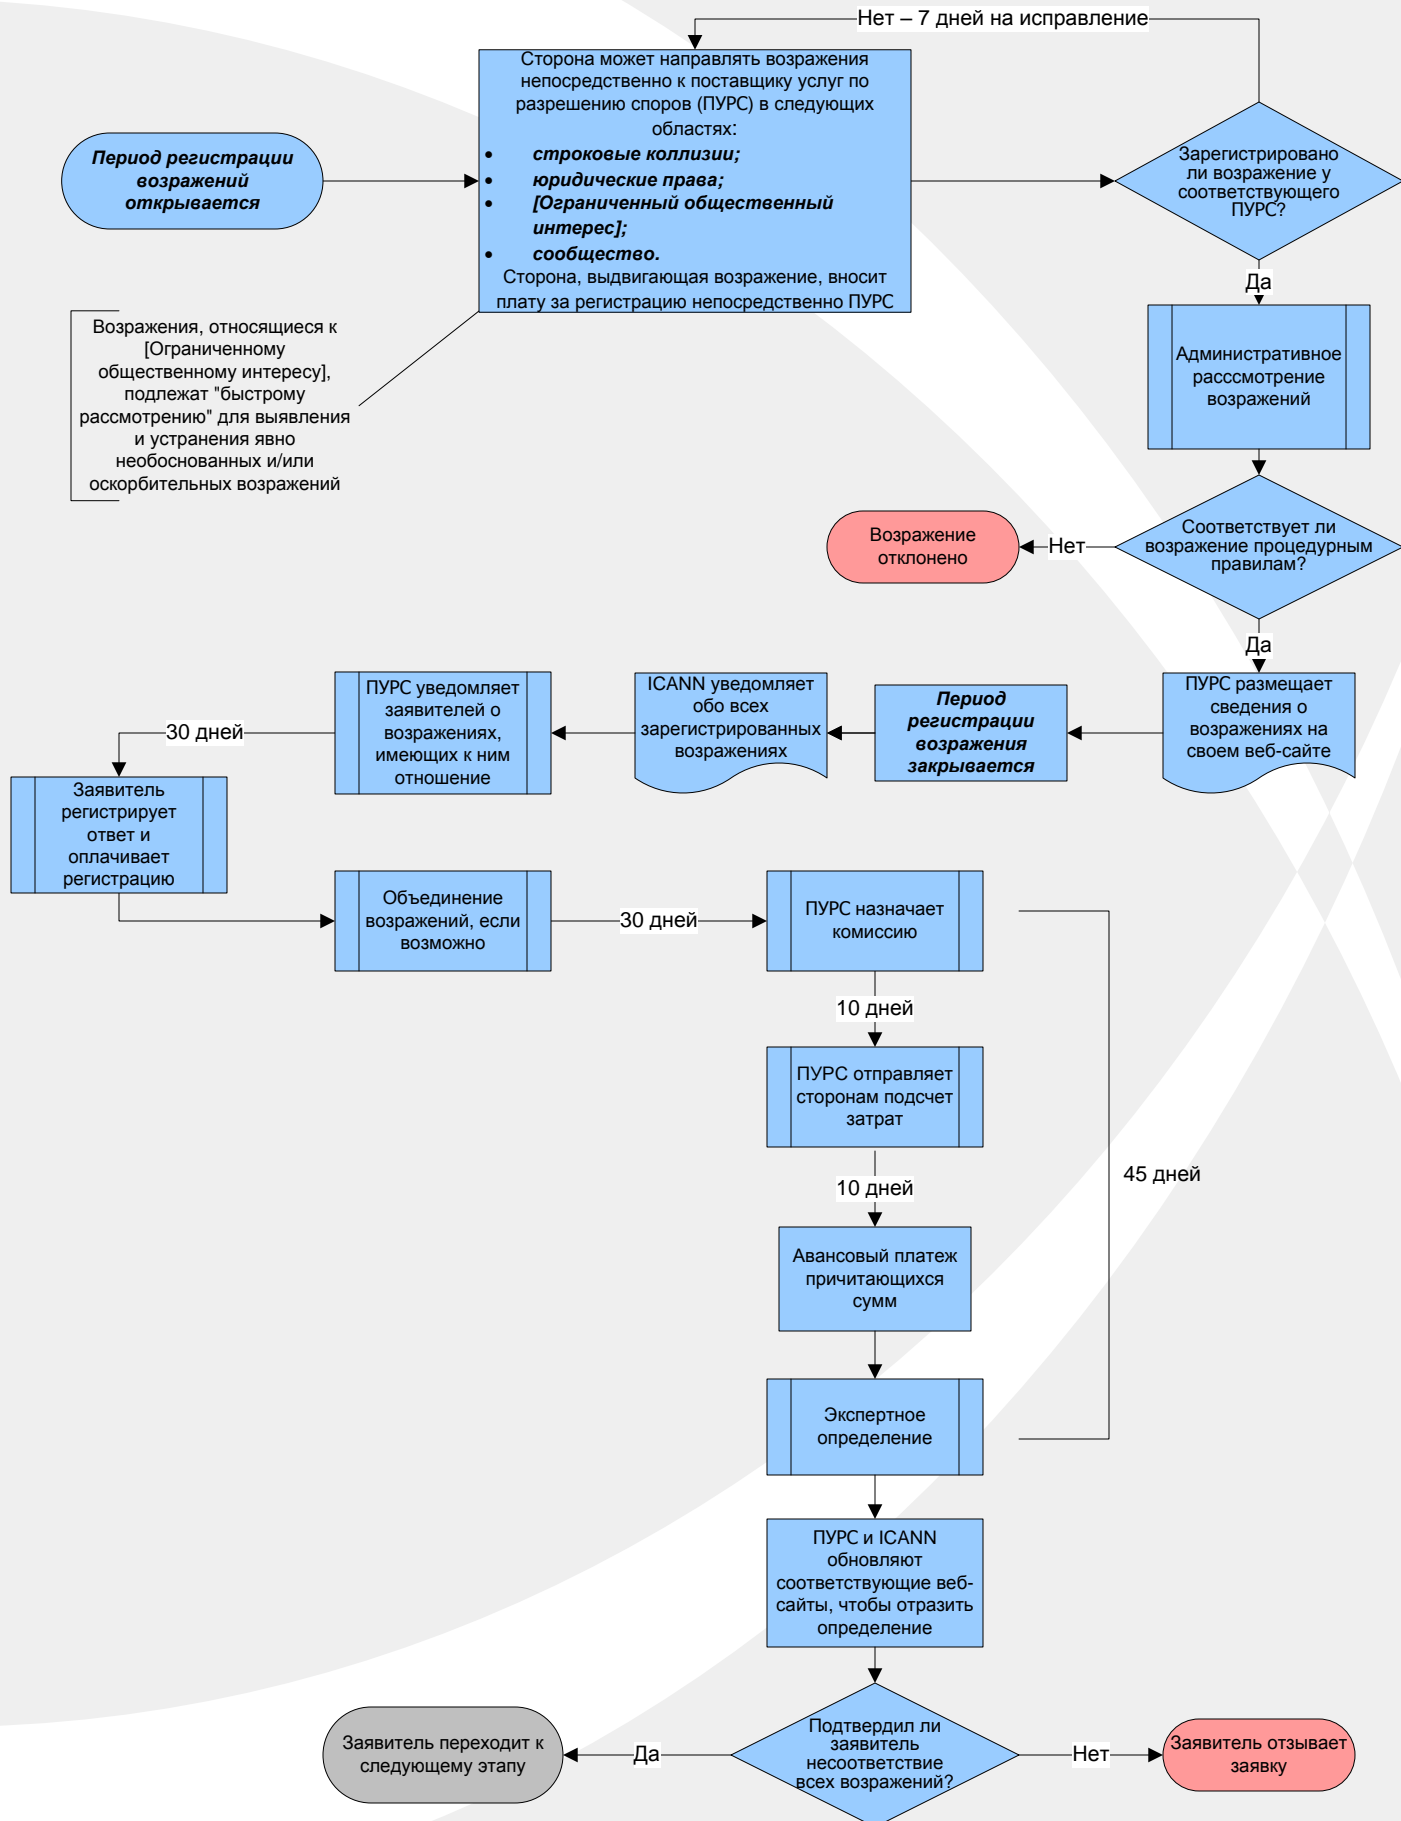 Нет – 7 дней на исправление
Сторона может направлять возражения
непосредственно к поставщику услуг по
разрешению споров (ПУРС) в следующих
областях:
• строковые коллизии;
• юридические права;
• [Ограниченный общественный
интерес];
• сообщество.
Сторона, выдвигающая возражение, вносит
плату за регистрацию непосредственно ПУРС
Период регистрации
возражений
открывается
Зарегистрировано
ли возражение у
соответствующего
ПУРС?
Да
Возражения, относящиеся к
[Ограниченному
общественному интересу],
подлежат "быстрому
рассмотрению" для выявления
и устранения явно
необоснованных и/или
оскорбительных возражений
Административное
расссмотрение
возражений
Соответствует ли
возражение процедурным
правилам?
Нет
Возражение
отклонено
Да
ПУРС размещает
сведения о
возражениях на
своем веб-сайте
Период
регистрации
возражения
закрывается
ICANN уведомляет
обо всех
зарегистрированных
возражениях
ПУРС уведомляет
заявителей о
возражениях,
имеющих к ним
отношение
30 дней
Заявитель
регистрирует
ответ и
оплачивает
регистрацию
Объединение
возражений, если
возможно
30 дней
ПУРС назначает
комиссию
10 дней
ПУРС отправляет
сторонам подсчет
затрат
10 дней
45 дней
Авансовый платеж
причитающихся
сумм
Экспертное
определение
ПУРС и ICANN
обновляют
соответствующие веб-
сайты, чтобы отразить
определение
Подтвердил ли
заявитель
несоответствие
всех возражений?
Да
Заявитель переходит к
следующему этапу
Нет
Заявитель отзывает
заявку